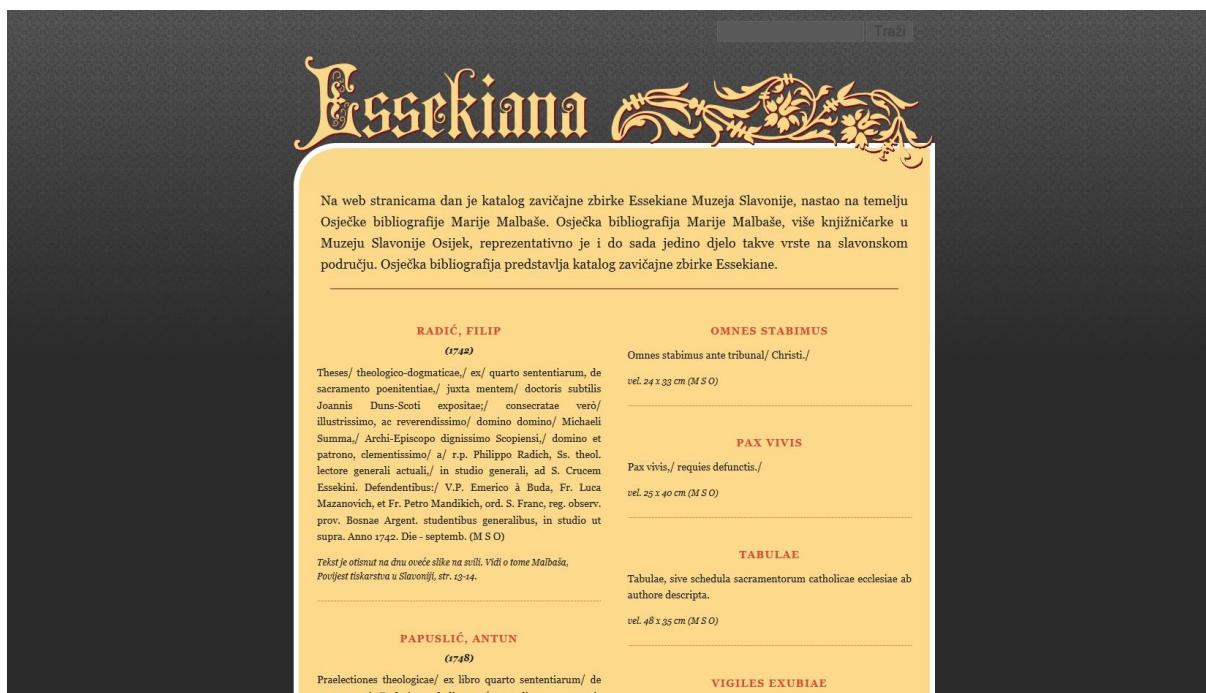 Traži
Essekiana
Na web stranicama dan je katalog zavičajne zbirke Essekiane Muzeja Slavonije, nastao na temelju
Osječke bibliografije Marije Malbaše. Osječka bibliografija Marije Malbaše, više knjižničarke u
Muzeju Slavonije Osijek, reprezentativno je i do sada jedino djelo takve vrste na slavonskom
području. Osječka bibliografija predstavlja katalog zavičajne zbirke Essekiane.
RADIĆ, FILIP
(1742)
Theses/ theologico-dogmaticae,/ ex/ quarto sententiarum, de
sacramento poenitentiae,/ juxta mentem/ doctoris subtilis
Joannis Duns-Scoti expositae;/ consecratae verò/
illustrissimo, ac reverendissimo/ domino domino/ Michaeli
Summa,/ Archi-Episcopo dignissimo Scopiensi,/ domino et
patrono, clementissimo/ a/ r.p. Philippo Radich, Ss. theol.
lectore generali actuali,/ in studio generali, ad S. Crucem
Essekini. Defendentibus:/ V.P. Emerico à Buda, Fr. Luca
Mazanovich, et Fr. Petro Mandikich, ord. S. Franc, reg. observ.
prov. Bosnae Argent. studentibus generalibus, in studio ut
supra. Anno 1742. Die - septemb. (M S O)
Tekst je otisnut na dnu oveće slike na svili. Vidi o tome Malbaša,
Povijest tiskarstva u Slavoniji, str. 13-14.
PAPUSLIĆ, ANTUN
(1748)
Praelectiones theologicae/ ex libro quarto sententiarum/ de
OMNES STABIMUS
Omnes stabimus ante tribunal/ Christi./
vel. 24 x 33 cm (M S O)
PAX VIVIS
Pax vivis,/ requies defunctis./
vel. 25 x 40 cm (M S O)
TABULAE
Tabulae, sive schedula sacramentorum catholicae ecclesiae ab
authore descripta.
vel. 48 x 35 cm (M S O)
VIGILES EXUBIAE